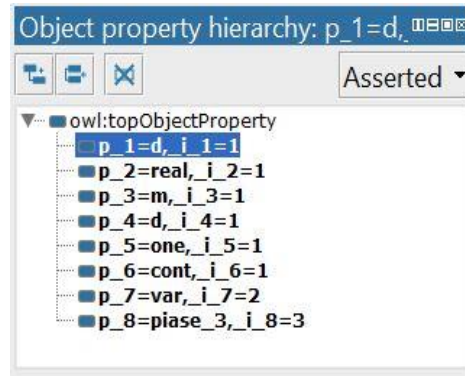 Object property hierarchy: p_1=d,_
Asserted
owl:topObjectProperty
p_1=d,_i_1=1
p_2=real,_i_2=1
p_3=m,_i_3=1
p_4=d,_i_4=1
p_5=one,_i_5=1
p_6=cont,_i_6=1
p_7=var,_i_7=2
p_8=piase_3,_i_8=3